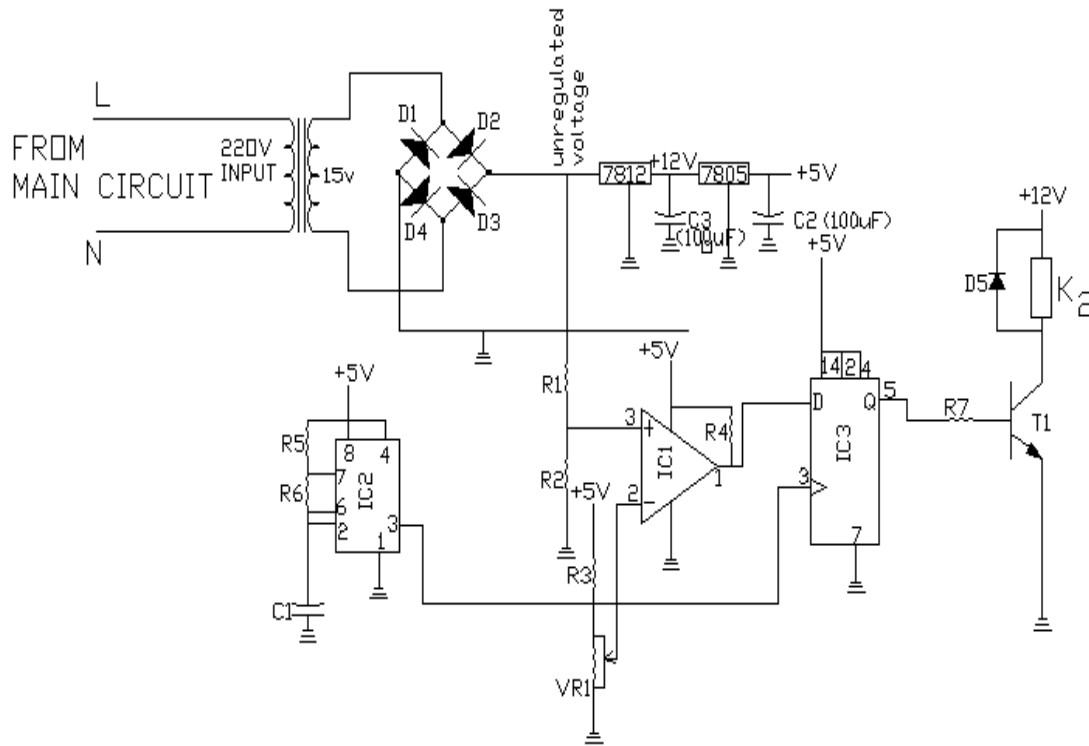 unregulated
voltage
L
FROM
MAIN CIRCUIT
N
220V
INPUT
15v
D1
D2
D4
D3
7812
+12V
7805
+5V
C3
(100uF)
C2 (100uF)
+5V
+12V
D5
K2
R1
R2
+5V
3
+
2
−
IC1
1
R4
14
2
4
D
Q
5
IC3
3
7
R7
T1
+5V
R5
R6
8
4
7
6
2
IC2
3
1
C1
+5V
R3
VR1